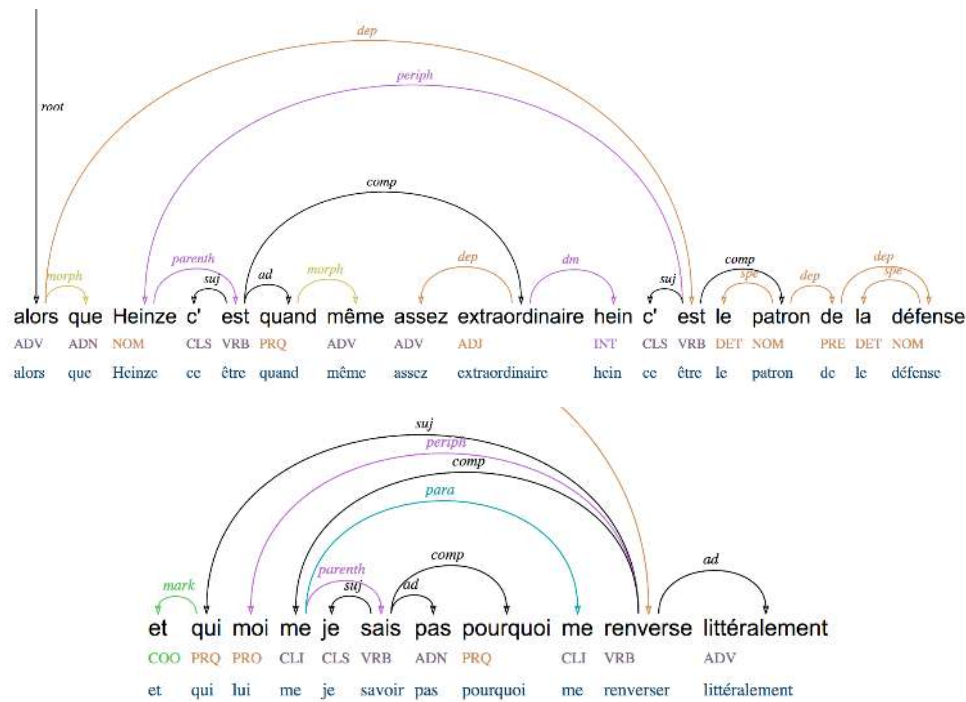 dep
periph
root
comp
morph parenth suj ad morph dep dm suj comp spe dep dep spe
alors que Heinze c' est quand même assez extraordinaire hein c' est le patron de la défense
ADV ADN NOM CLS VRB PRQ ADV ADV ADJ INT CLS VRB DET NOM PRE DET NOM
alors que Heinze ce être quand même assez extraordinaire hein ce être le patron de le défense
suj
periph
comp
para
mark parenth suj ad comp ad
et qui moi me je sais pas pourquoi me renverse littéralement
COO PRQ PRO CLI CLS VRB ADN PRQ CLI VRB ADV
et qui lui me je savoir pas pourquoi me renverser littéralement